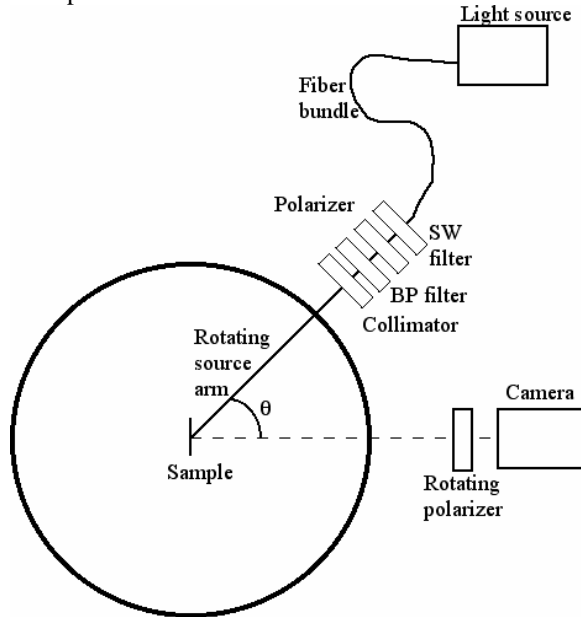 Light source
Fiber
bundle
Polarizer
SW
filter
BP filter
Collimator
Rotating
source
arm
θ
Camera
Sample
Rotating
polarizer